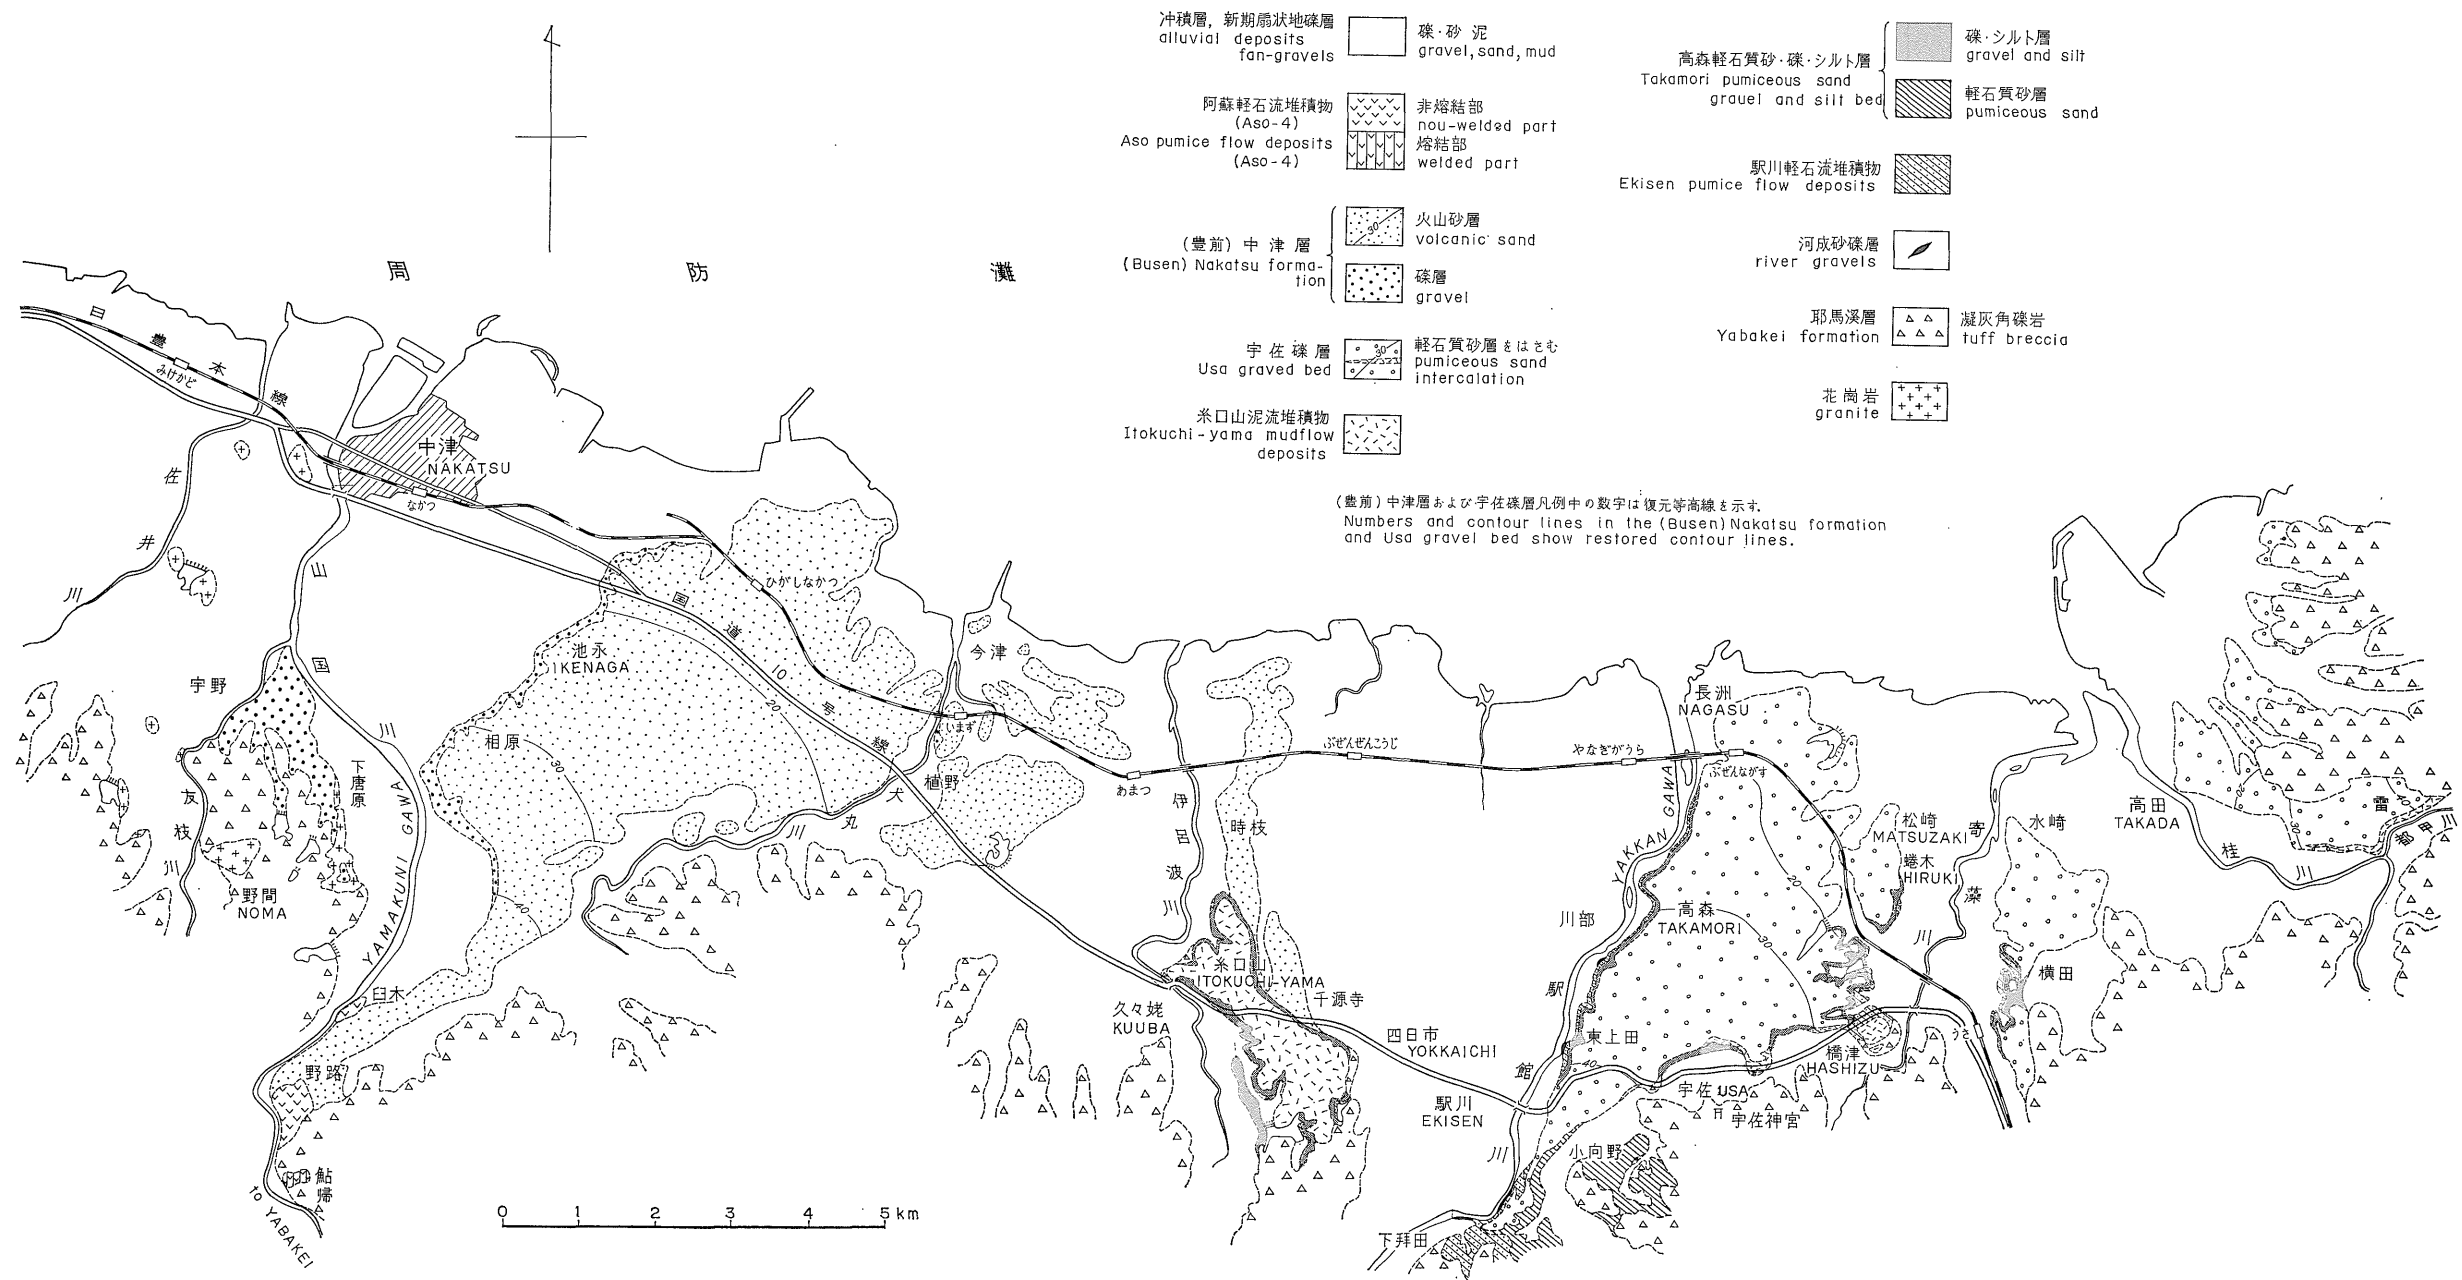 冲積層，新期扇状地礫層
alluvial deposits
fan-gravels
礫・砂 泥
gravel, sand, mud
阿蘇軽石流堆積物
(Aso-4)
Aso pumice flow deposits
(Aso-4)
非熔結部
nou-welded part
熔結部
welded part
(豊前) 中 津 層
(Busen) Nakatsu forma-
tion
30
火山砂層
volcanic sand
礫層
gravel
宇 佐 礫 層
Usa graved bed
30
軽石質砂層をはさむ
pumiceous sand
intercalation
糸口山泥流堆積物
Itokuchi-yama mudflow
deposits
高森軽石質砂・礫・シルト層
Takamori pumiceous sand
grauel and silt bed
礫・シルト層
gravel and silt
軽石質砂層
pumiceous sand
駅川軽石流堆積物
Ekisen pumice flow deposits
河成砂礫層
river gravels
耶馬溪層
Yabakei formation
凝灰角礫岩
tuff breccia
花崗岩
granite
(豊前) 中津層および宇佐礫層凡例中の数字は復元等高線を示す．
Numbers and contour lines in the (Busen) Nakatsu formation
and Usa gravel bed show restored contour lines.
周 防 灘
日 豊 本 線
みけかど
中津
NAKATSU
なかつ
佐 井 川
山 国 川
YAMAKUNI GAWA
ひがしなかつ
国 道 10 号 線
池永
IKENAGA
20
相原
30
40
宇野
友 枝 川
下唐原
野間
NOMA
臼木
野路
鮎帰
to YABAKEI
今津
いまず
植野
犬 丸 川
あまつ
伊 呂 波 川
時枝
ぶぜんぜんこうじ
やなぎがうら
長洲
NAGASU
ぶぜんながす
YAKKAN GAWA
駅 館 川
川部
高森
TAKAMORI
20
30
40
松崎
MATSUZAKI
蜷木
HIRUKI
寄 藻 川
水崎
横田
高田
TAKADA
桂 川
雷
都 甲 川
20
30
40
糸口山
ITOKUCHI-YAMA
千源寺
久々姥
KUUBA
四日市
YOKKAICHI
駅川
EKISEN
東上田
橋津
HASHIZU
うさ
宇佐 USA
宇佐神宮
小向野
下拜田
0 1 2 3 4 5 km